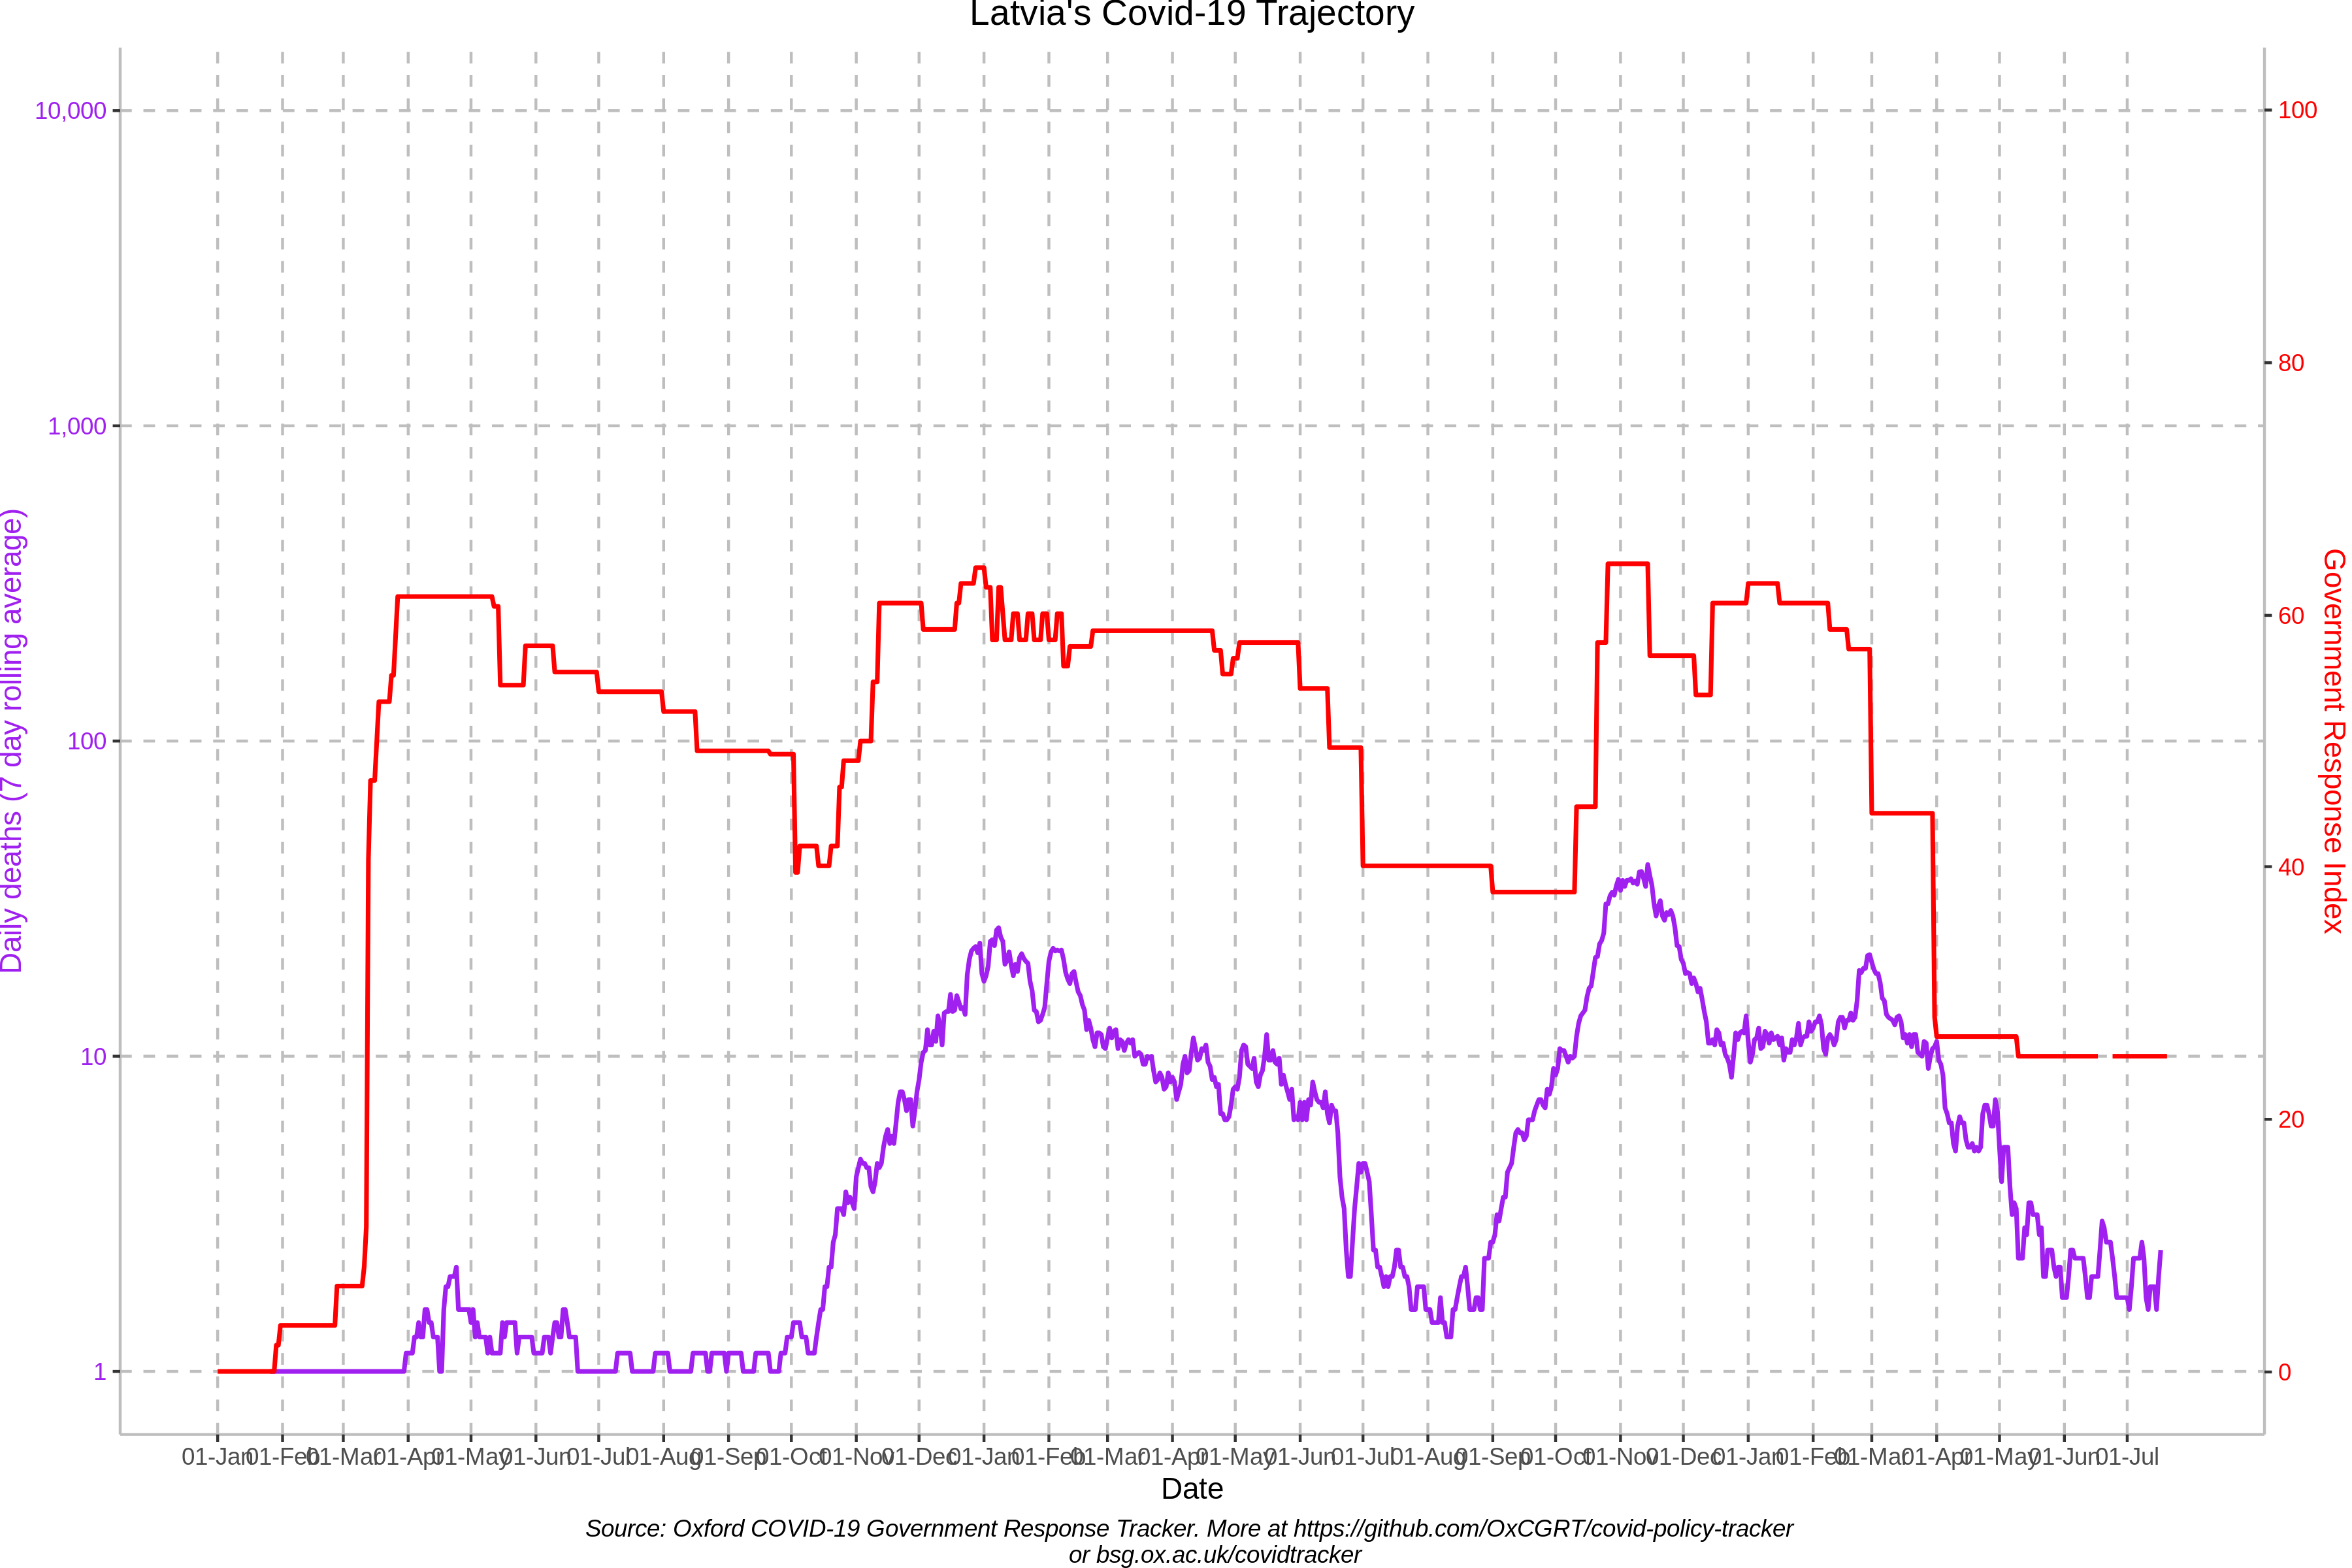 Latvia's Covid-19 Trajectory
10,000
1,000
100
10
1
Daily deaths (7 day rolling average)
100
80
60
40
20
0
Government Response Index
01-Jan 01-Feb 01-Mar 01-Apr 01-May 01-Jun 01-Jul 01-Aug 01-Sep 01-Oct 01-Nov 01-Dec 01-Jan 01-Feb 01-Mar 01-Apr 01-May 01-Jun 01-Jul 01-Aug 01-Sep 01-Oct 01-Nov 01-Dec 01-Jan 01-Feb 01-Mar 01-Apr 01-May 01-Jun 01-Jul
Date
Source: Oxford COVID-19 Government Response Tracker. More at https://github.com/OxCGRT/covid-policy-tracker
or bsg.ox.ac.uk/covidtracker